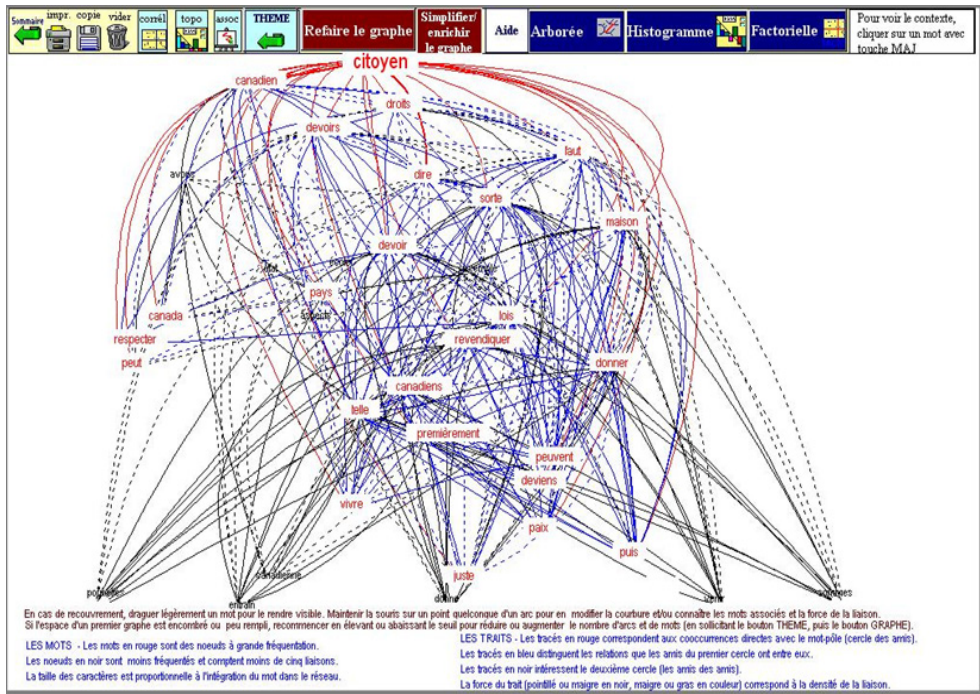 Sommaire impr. copie vider corrél topo assoc THEME Refaire le graphe Simplifier/ enrichir le graphe Aide Arborée Histogramme Factorielle Pour voir le contexte, cliquer sur un mot avec touche MAJ
citoyen
canadien
droits
devoirs
faut
dire
avons
sorte
maison
devoir
pays
canada
aspects
lois
respecter
revendiquer
peut
donner
canadiens
telle
premièrement
peuvent
deviens
vivre
paix
puis
canadienne
juste
entrain
En cas de recouvrement, draguer légèrement un mot pour le rendre visible. Maintenir la souris sur un point quelconque d'un arc pour en modifier la courbure et/ou connaître les mots associés et la force de la liaison.
Si l'espace d'un premier graphe est encombré ou peu rempli, recommencer en élevant ou abaissant le seuil pour réduire ou augmenter le nombre d'arcs et de mots (en sollicitant le bouton THEME, puis le bouton GRAPHE).
LES MOTS - Les mots en rouge sont des noeuds à grande fréquentation.
Les noeuds en noir sont moins fréquentés et comptent moins de cinq liaisons.
La taille des caractères est proportionnelle à l'intégration du mot dans le réseau.
LES TRAITS - Les tracés en rouge correspondent aux cooccurrences directes avec le mot-pôle (cercle des amis).
Les tracés en bleu distinguent les relations que les amis du premier cercle ont entre eux.
Les tracés en noir intéressent le deuxième cercle (les amis des amis).
La force du trait (pointillé ou maigre en noir, maigre ou gras en couleur) correspond à la densité de la liaison.